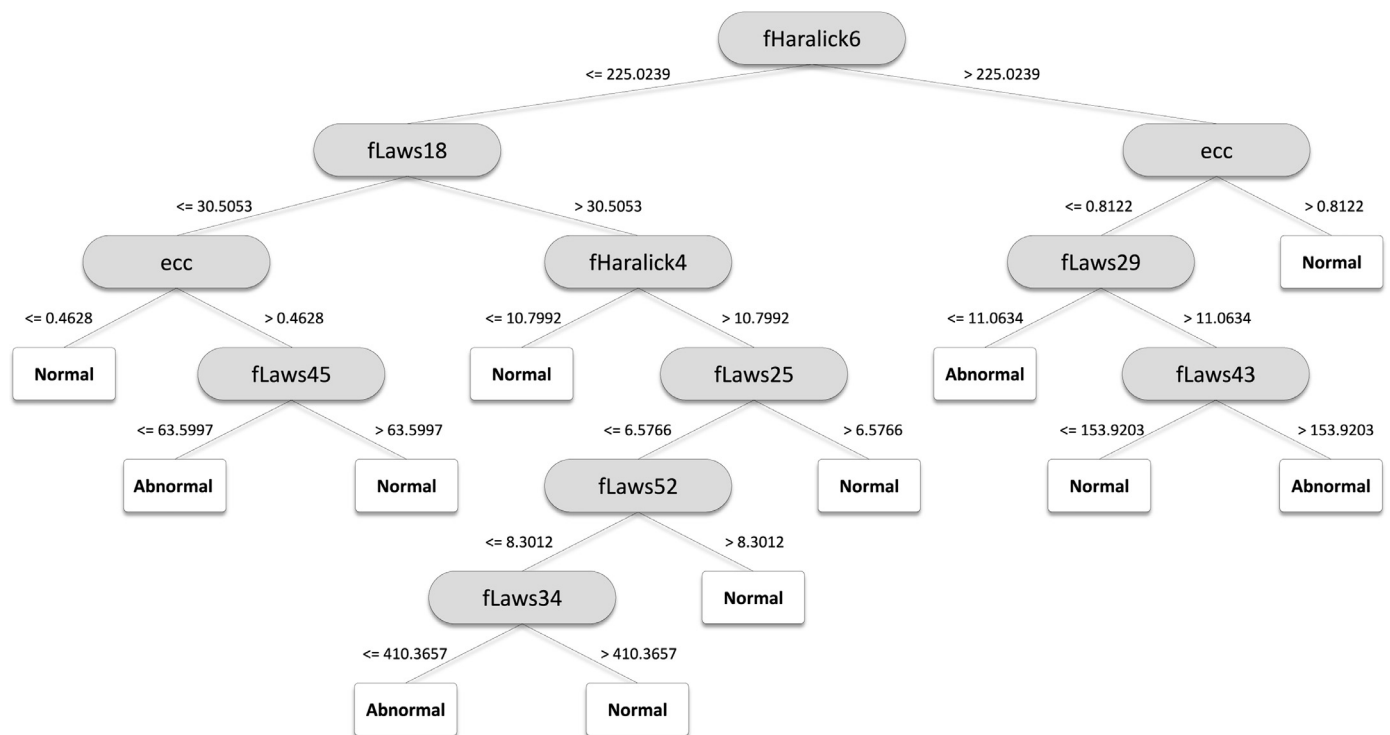 fHaralick6
<= 225.0239 > 225.0239
fLaws18 ecc
<= 30.5053 > 30.5053 <= 0.8122 > 0.8122
ecc fHaralick4 fLaws29 Normal
<= 0.4628 > 0.4628 <= 10.7992 > 10.7992 <= 11.0634 > 11.0634
Normal fLaws45 Normal fLaws25 Abnormal fLaws43
<= 63.5997 > 63.5997 <= 6.5766 > 6.5766 <= 153.9203 > 153.9203
Abnormal Normal fLaws52 Normal Normal Abnormal
<= 8.3012 > 8.3012
fLaws34 Normal
<= 410.3657 > 410.3657
Abnormal Normal